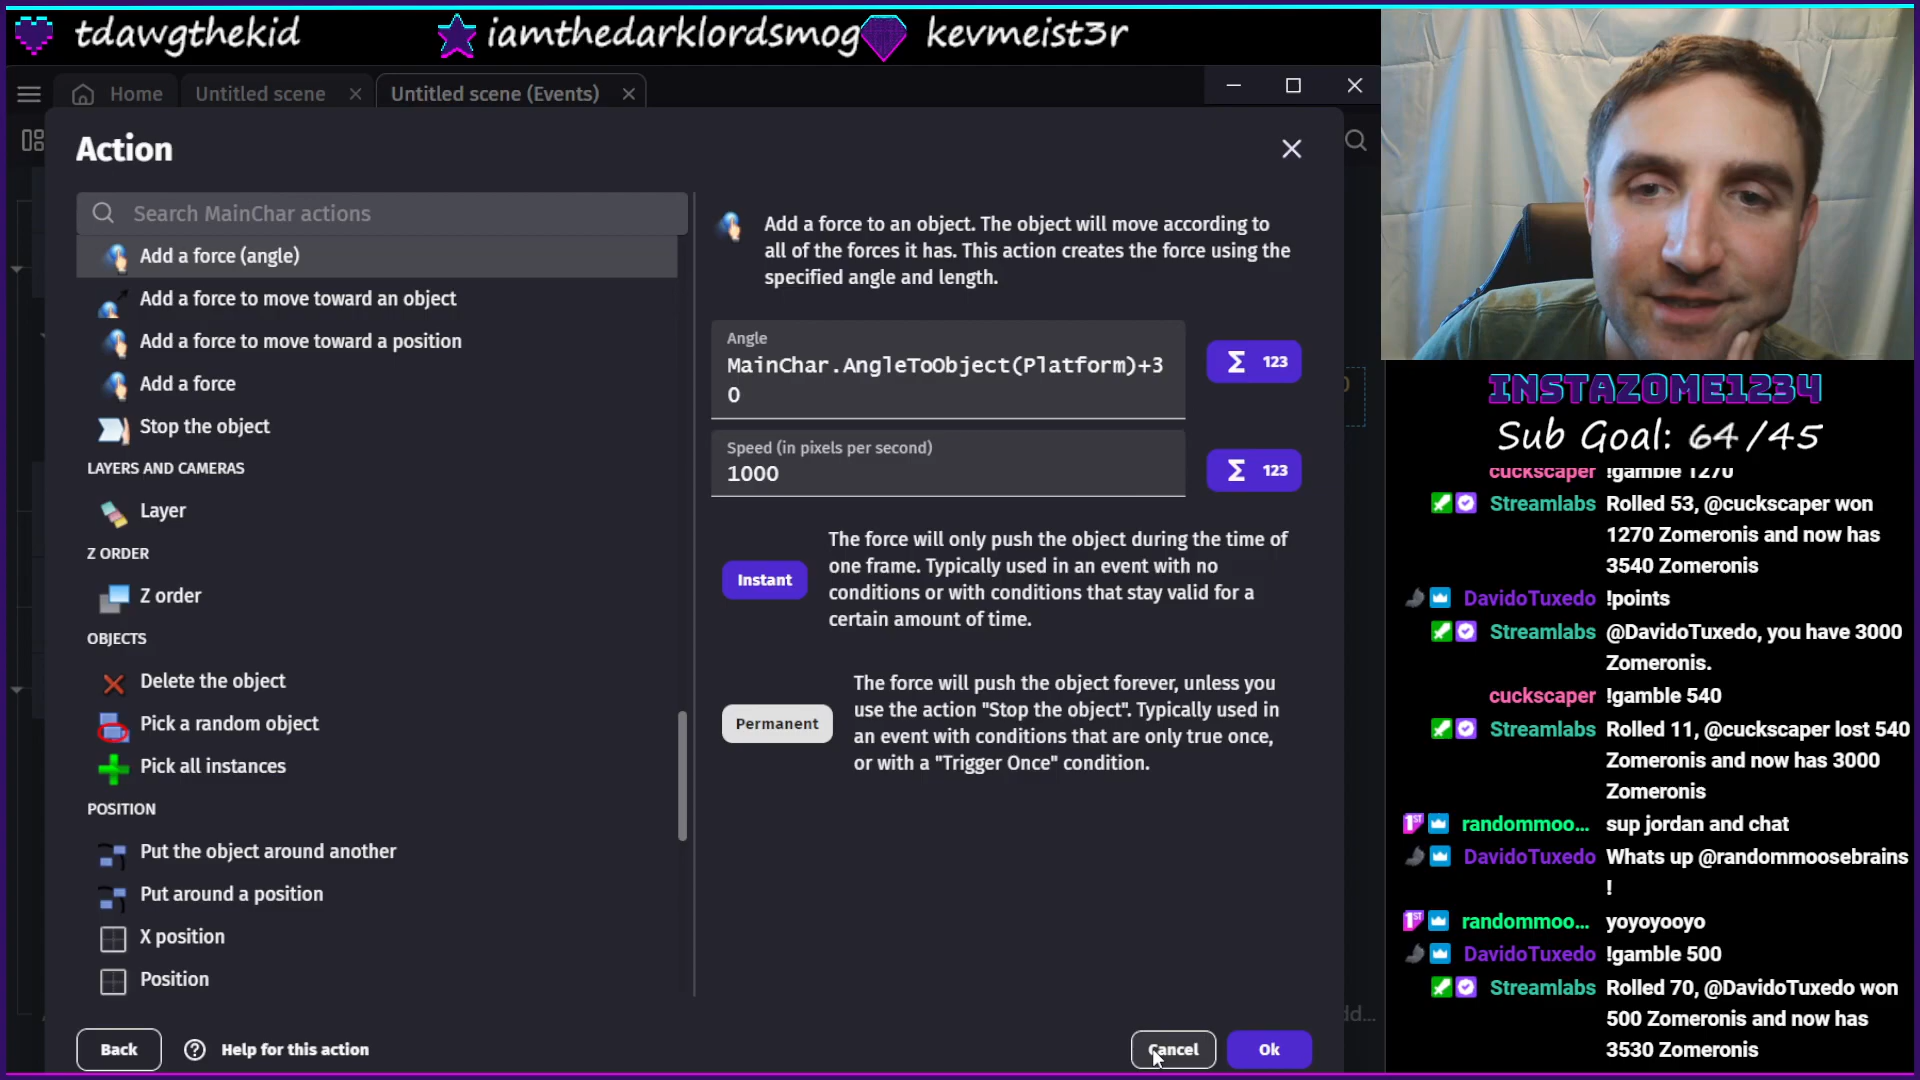 tdawgthekid
iamthedarklordsmog
kevmeist3r
Home
Untitled scene
Untitled scene (Events)
Action
Search MainChar actions
Add a force (angle)
Add a force to move toward an object
Add a force to move toward a position
Add a force
Stop the object
LAYERS AND CAMERAS
Layer
Z ORDER
Z order
OBJECTS
Delete the object
Pick a random object
Pick all instances
POSITION
Put the object around another
Put around a position
X position
Position
Back
Help for this action
Add a force to an object. The object will move according to
all of the forces it has. This action creates the force using the
specified angle and length.
Angle
MainChar.AngleToObject(Platform)+3
0
Σ 123
Speed (in pixels per second)
1000
Σ 123
Instant
The force will only push the object during the time of
one frame. Typically used in an event with no
conditions or with conditions that stay valid for a
certain amount of time.
Permanent
The force will push the object forever, unless you
use the action "Stop the object". Typically used in
an event with conditions that are only true once,
or with a "Trigger Once" condition.
Cancel
Ok
INSTAZOME1234
Sub Goal: 64/45
cuckscaper !gamble 1270
Streamlabs Rolled 53, @cuckscaper won
1270 Zomeronis and now has
3540 Zomeronis
DavidoTuxedo !points
Streamlabs @DavidoTuxedo, you have 3000
Zomeronis.
cuckscaper !gamble 540
Streamlabs Rolled 11, @cuckscaper lost 540
Zomeronis and now has 3000
Zomeronis
randommoo... sup jordan and chat
DavidoTuxedo Whats up @randommoosebrains
!
randommoo... yoyoyooyo
DavidoTuxedo !gamble 500
Streamlabs Rolled 70, @DavidoTuxedo won
500 Zomeronis and now has
3530 Zomeronis